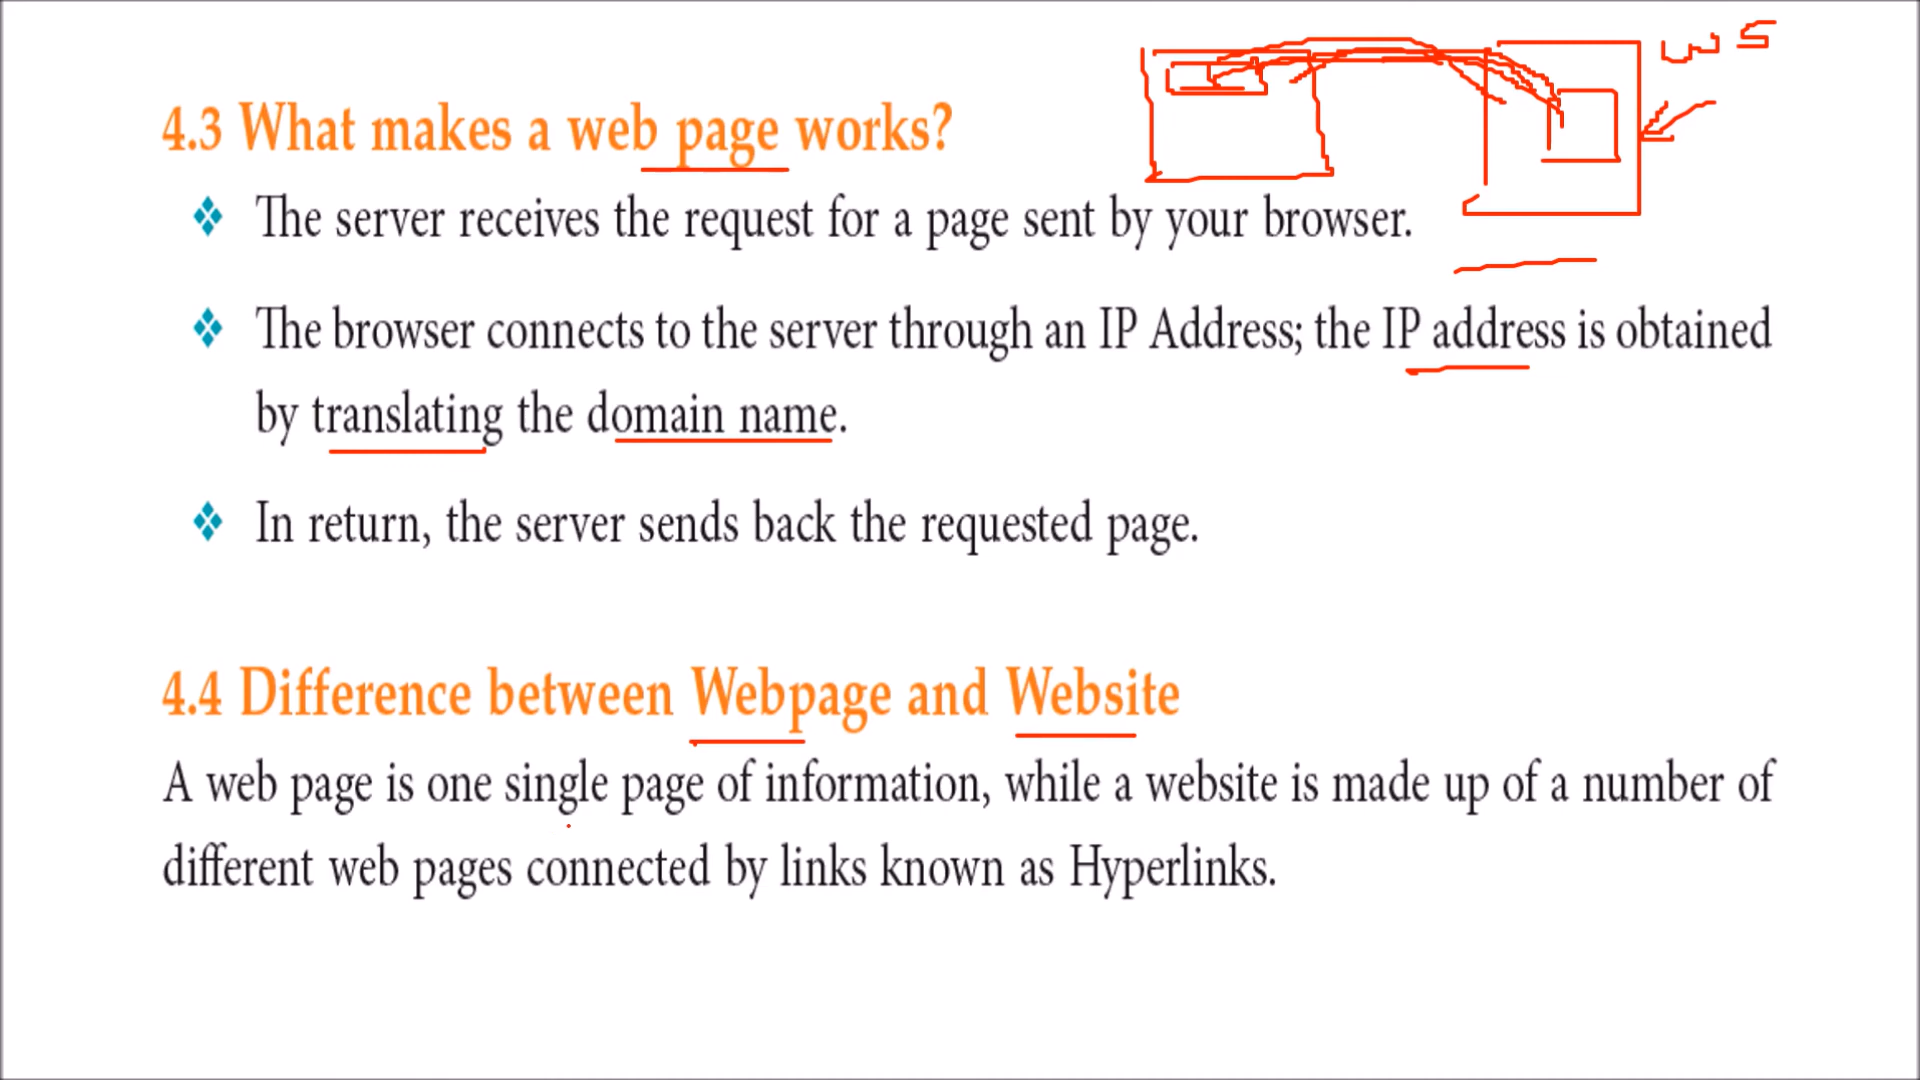 W S
4.3 What makes a web page works?
❖ The server receives the request for a page sent by your browser.
❖ The browser connects to the server through an IP Address; the IP address is obtained
by translating the domain name.
❖ In return, the server sends back the requested page.
4.4 Difference between Webpage and Website
A web page is one single page of information, while a website is made up of a number of
different web pages connected by links known as Hyperlinks.